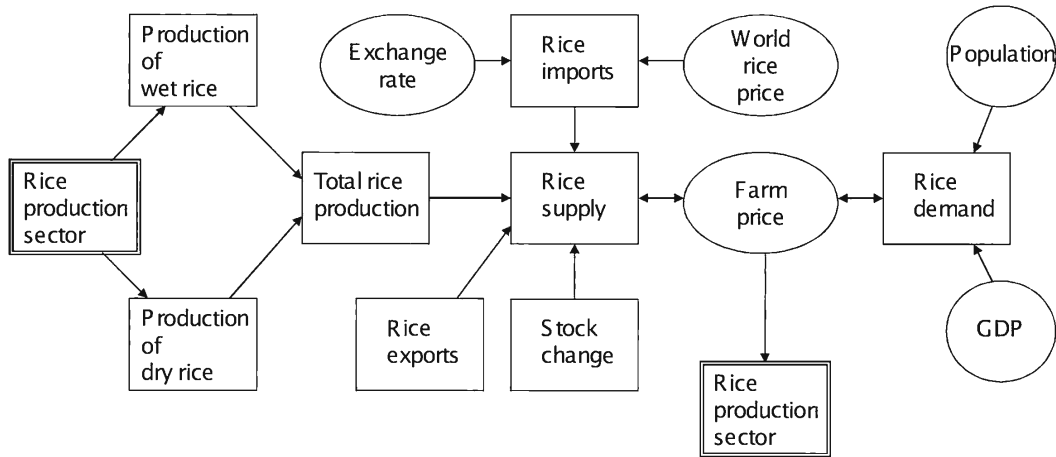 Production
of
wet rice
Exchange
rate
Rice
imports
World
rice
price
Population
Rice
production
sector
Total rice
production
Rice
supply
Farm
price
Rice
demand
Production
of
dry rice
Rice
exports
Stock
change
GDP
Rice
production
sector